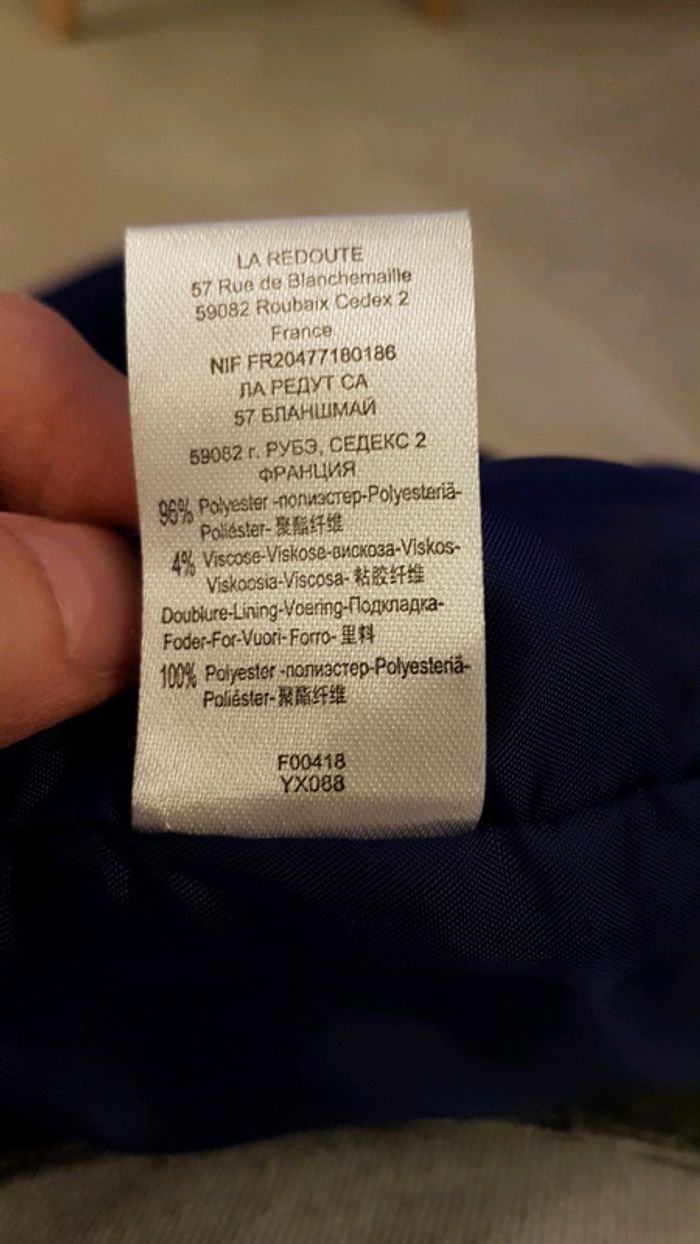 LA REDOUTE
57 Rue de Blanchemaille
59082 Roubaix Cedex 2
France
NIF FR20477180186
ЛА РЕДУТ СА
57 БЛАНШМАЙ
59082 г. РУБЭ, СЕДЕКС 2
ФРАНЦИЯ
96% Polyester -полиэстер-Polyesteriä-
Poliéster- 聚酯纤维
4% Viscose-Viskose-вискоза-Viskos-
Viskoosia-Viscosa- 粘胶纤维
Doublure-Lining-Voering-Подкладка-
Foder-For-Vuori-Forro- 里料
100% Polyester -полиэстер-Polyesteriä-
Poliéster-聚酯纤维
F00418
YX088